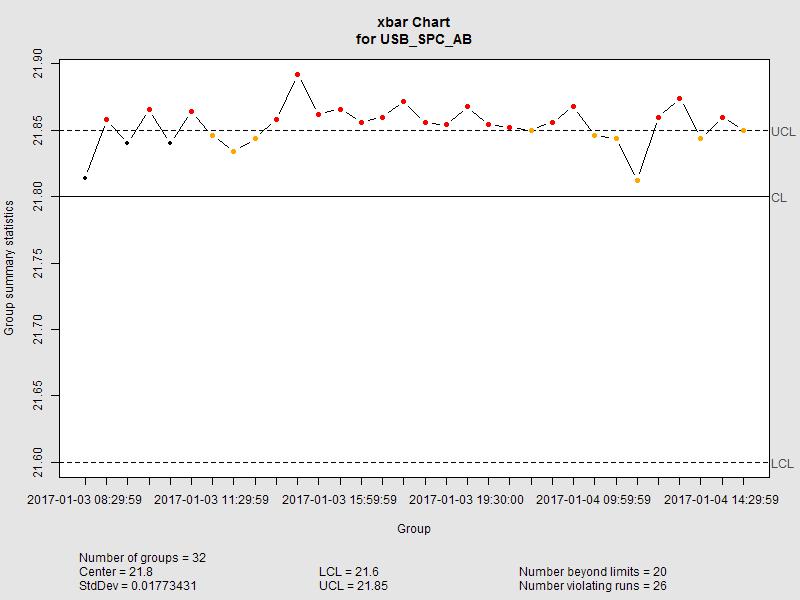 xbar Chart
for USB_SPC_AB
21.90
21.85
21.80
21.75
21.70
21.65
21.60
Group summary statistics
UCL
CL
LCL
2017-01-03 08:29:59 2017-01-03 11:29:59 2017-01-03 15:59:59 2017-01-03 19:30:00 2017-01-04 09:59:59 2017-01-04 14:29:59
Group
Number of groups = 32
Center = 21.8 LCL = 21.6 Number beyond limits = 20
StdDev = 0.01773431 UCL = 21.85 Number violating runs = 26